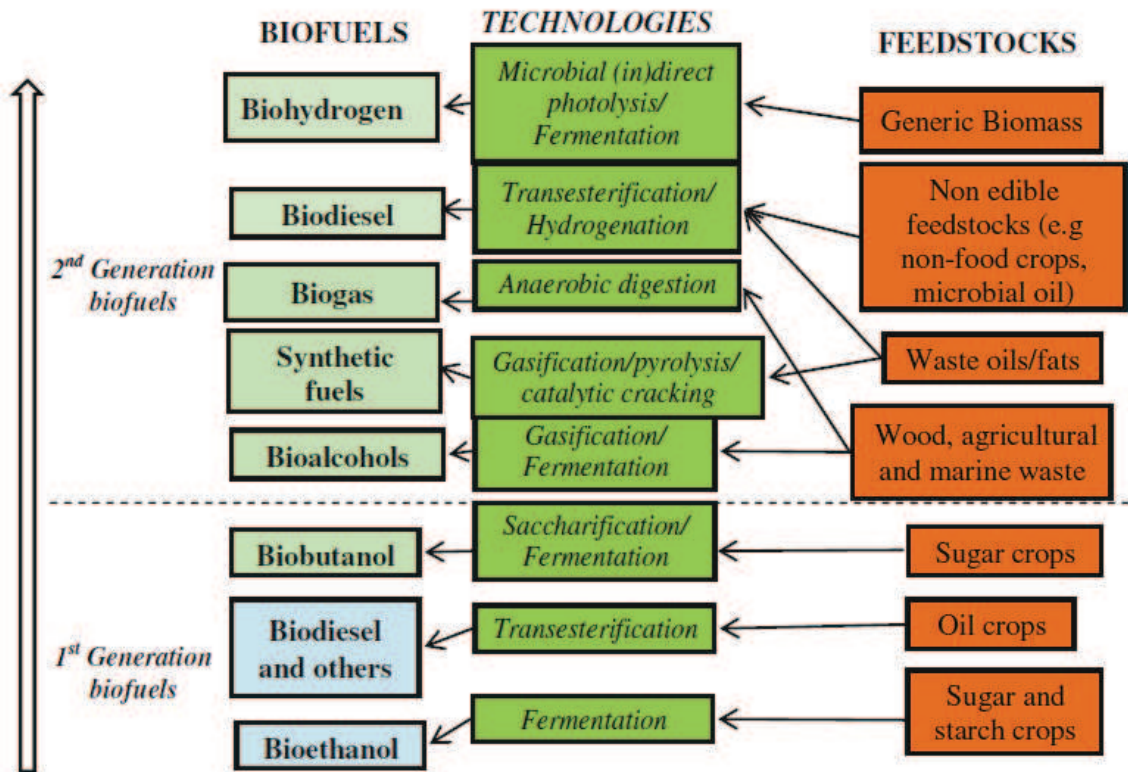 BIOFUELS
TECHNOLOGIES
FEEDSTOCKS
Biohydrogen
Microbial (in)direct
photolysis/
Fermentation
Generic Biomass
Biodiesel
Transesterification/
Hydrogenation
Non edible
feedstocks (e.g
non-food crops,
microbial oil)
2nd Generation
biofuels
Biogas
Anaerobic digestion
Synthetic
fuels
Gasification/pyrolysis/
catalytic cracking
Waste oils/fats
Bioalcohols
Gasification/
Fermentation
Wood, agricultural
and marine waste
Biobutanol
Saccharification/
Fermentation
Sugar crops
1st Generation
biofuels
Biodiesel
and others
Transesterification
Oil crops
Bioethanol
Fermentation
Sugar and
starch crops